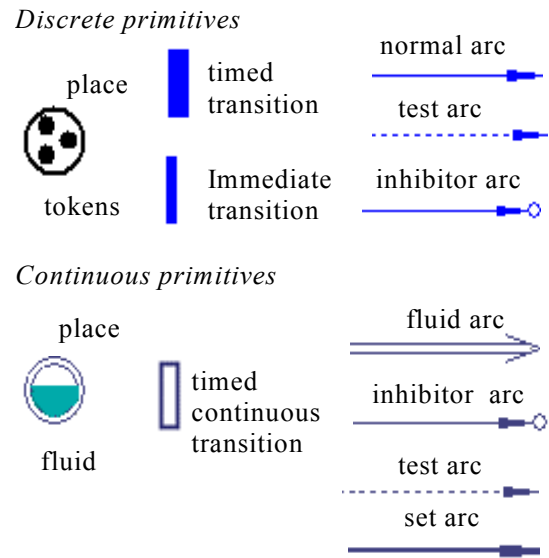 Discrete primitives
place
tokens
timed
transition
Immediate
transition
normal arc
test arc
inhibitor arc
Continuous primitives
place
fluid
timed
continuous
transition
fluid arc
inhibitor arc
test arc
set arc